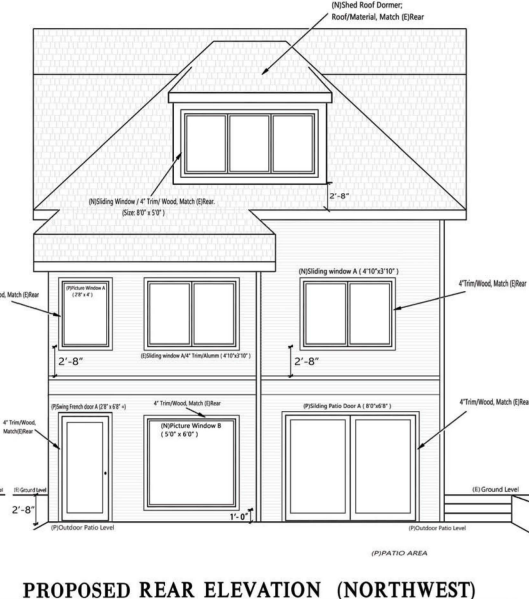 (N)Shed Roof Dormer;
Roof/Material, Match (E)Rear
(N)Sliding Window / 4" Trim/ Wood, Match (E)Rear.
(Size: 8'0" x 5'0" )
2'-8"
(P)Picture Window A
( 2'8" x 4' )
(N)Sliding window A ( 4'10"x3'10" )
4"Trim/Wood, Match (E)Rear
od, Match (E)Rear
(E)Sliding window A/4" Trim/Alumm ( 4'10"x3'10" )
2'-8"
2'-8"
(P)Swing French door A (2'8" x 6'8" =)
4" Trim/Wood, Match (E)Rear
(P)Silding Patio Door A ( 8'0"x6'8" )
4"Trim/Wood, Match (E)Rea
4" Trim/Wood,
Match(E)Rear
(N)Picture Window B
( 5'0" x 6'0" )
el
(E) Ground Level
(E) Ground Level
2'-8"
1'-0"
(P)Outdoor Patio Level
(P)Outdoor Patio Level
(P)PATIO AREA
PROPOSED REAR ELEVATION (NORTHWEST)